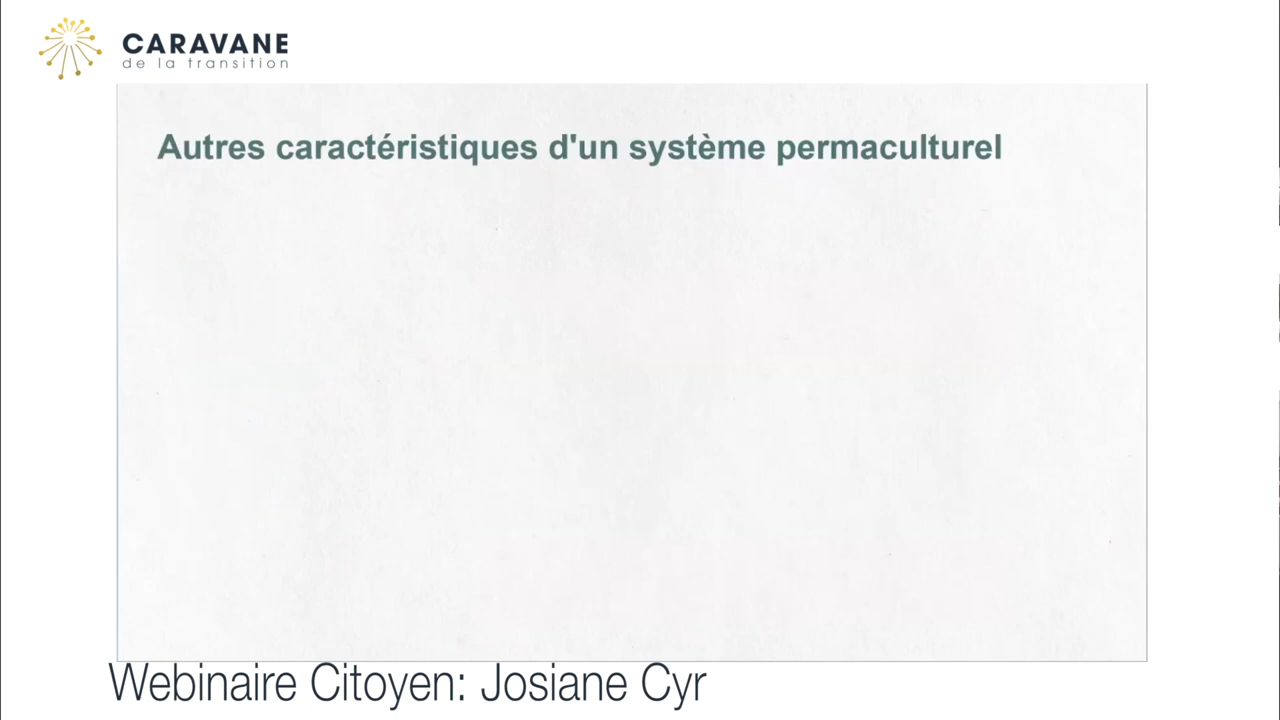 CARAVANE
de la transition
Autres caractéristiques d'un système permaculturel
Webinaire Citoyen: Josiane Cyr